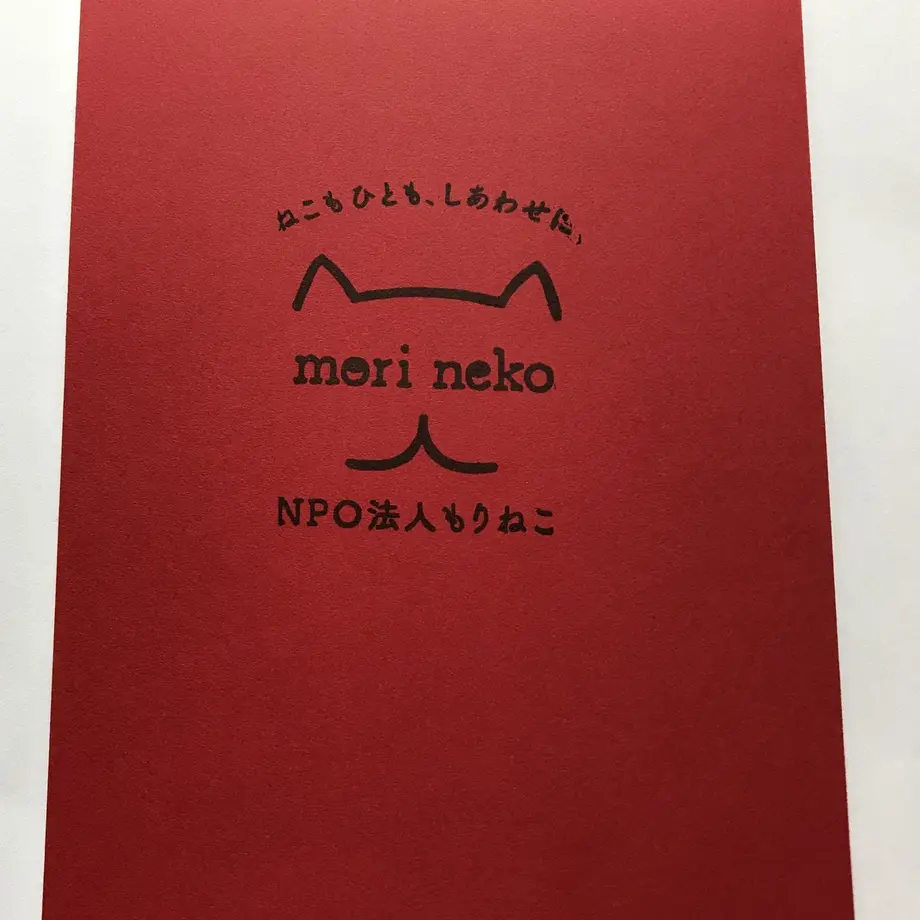 ねこもひとも、しあわせに、
mori neko
NPO法人もりねこ